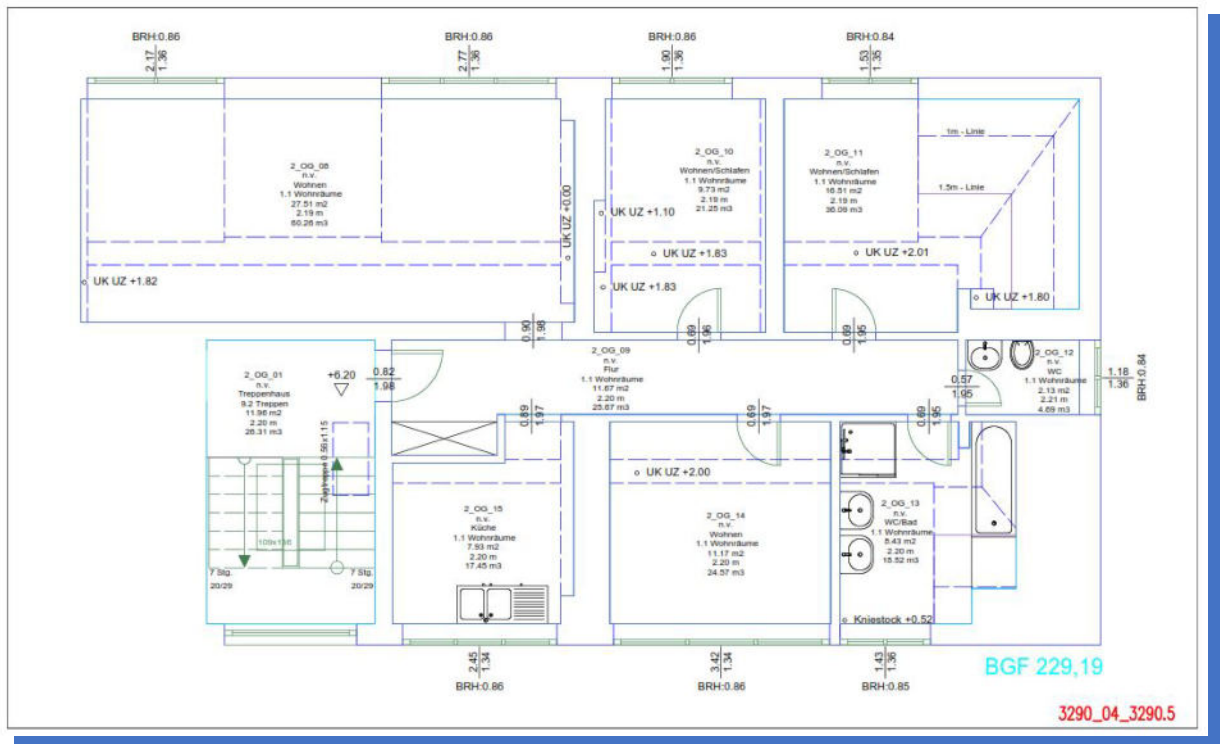 BRH:0.86
2.17
1.36
BRH:0.86
2.77
1.36
BRH:0.86
1.90
1.36
BRH:0.84
1.53
1.35
2_OG_08
n.v.
Wohnen
1.1 Wohnräume
27.51 m2
2.19 m
60.26 m3
UK UZ +0.00
UK UZ +1.82
2_OG_10
n.v.
Wohnen/Schlafen
1.1 Wohnräume
9.73 m2
2.19 m
21.25 m3
UK UZ +1.10
UK UZ +1.83
UK UZ +1.83
2_OG_11
n.v.
Wohnen/Schlafen
1.1 Wohnräume
16.51 m2
2.19 m
36.09 m3
UK UZ +2.01
1m - Linie
1.5m - Linie
UK UZ +1.80
0.90
1.98
0.69
1.96
0.69
1.95
2_OG_01
n.v.
Treppenhaus
9.2 Treppen
11.96 m2
2.20 m
26.31 m3
+6.20
0.82
1.98
2_OG_09
n.v.
Flur
1.1 Wohnräume
11.67 m2
2.20 m
25.67 m3
0.57
1.95
2_OG_12
n.v.
WC
1.1 Wohnräume
2.13 m2
2.21 m
4.69 m3
1.18
1.36
BRH:0.84
0.89
1.97
0.69
1.97
0.69
1.95
Zugtreppe 0.56x1.15
109x156
7 Stg.
20/29
7 Stg.
20/29
2_OG_15
n.v.
Küche
1.1 Wohnräume
7.93 m2
2.20 m
17.45 m3
UK UZ +2.00
2_OG_14
n.v.
Wohnen
1.1 Wohnräume
11.17 m2
2.20 m
24.57 m3
2_OG_13
n.v.
WC/Bad
1.1 Wohnräume
8.43 m2
2.20 m
18.52 m3
Kniestock +0.52
2.45
1.34
BRH:0.86
3.42
1.34
BRH:0.86
1.43
1.36
BRH:0.85
BGF 229,19
3290_04_3290.5